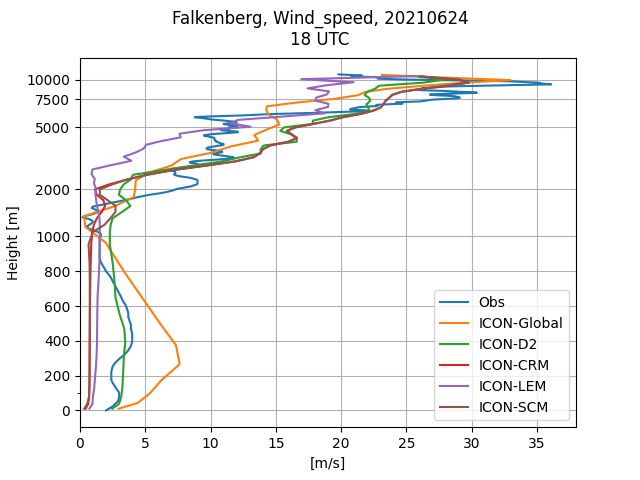 Falkenberg, Wind_speed, 20210624
18 UTC
10000
7500
5000
2000
1000
800
600
400
200
0
Height [m]
0 5 10 15 20 25 30 35
[m/s]
Obs
ICON-Global
ICON-D2
ICON-CRM
ICON-LEM
ICON-SCM